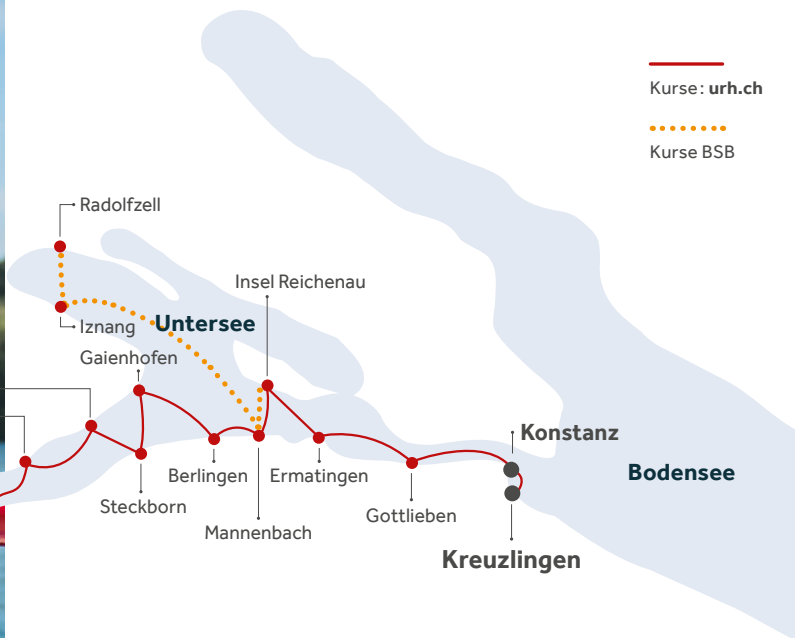 Kurse: urh.ch
Kurse BSB
Radolfzell
Insel Reichenau
Iznang
Untersee
Gaienhofen
Konstanz
Bodensee
Berlingen
Ermatingen
Steckborn
Gottlieben
Mannenbach
Kreuzlingen